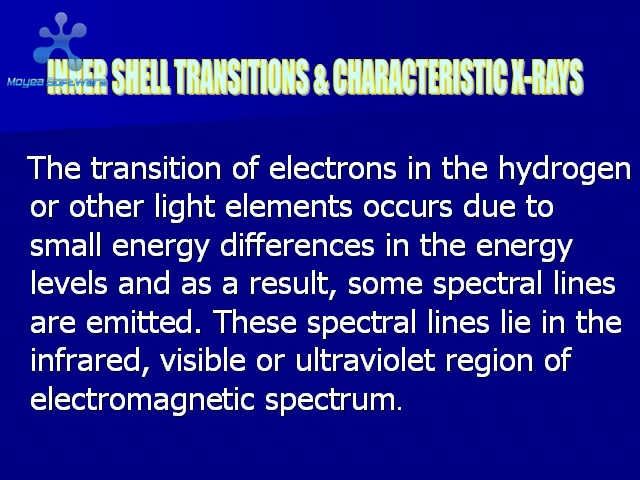 Moyea Software
INNER SHELL TRANSITIONS & CHARACTERISTIC X-RAYS
The transition of electrons in the hydrogen
or other light elements occurs due to
small energy differences in the energy
levels and as a result, some spectral lines
are emitted. These spectral lines lie in the
infrared, visible or ultraviolet region of
electromagnetic spectrum.